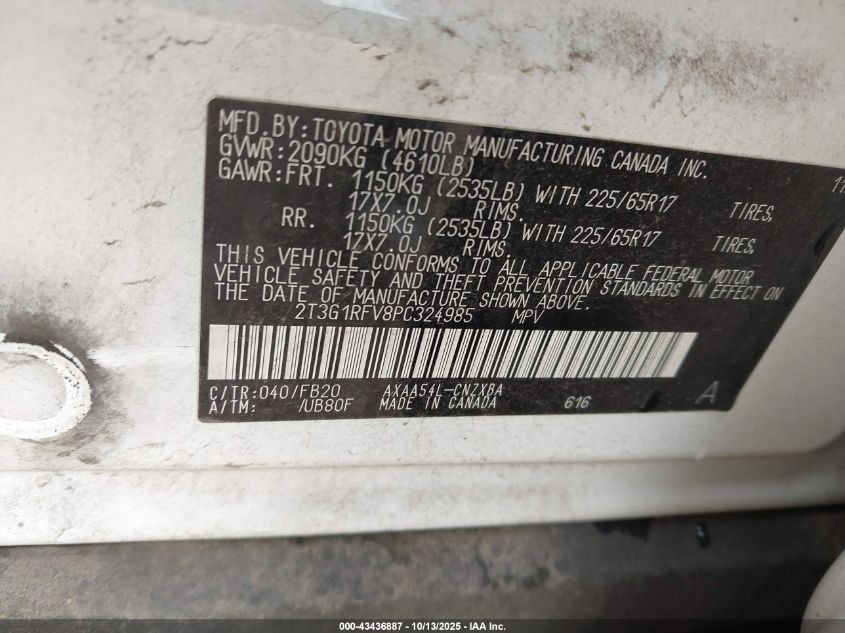 MFD.BY:TOYOTA MOTOR MANUFACTURING CANADA INC.
GVWR:2090KG (4610LB)
GAWR:FRT. 1150KG (2535LB) WITH 225/65R17 TIRES,
17X7.0J RIMS.
RR. 1150KG (2535LB) WITH 225/65R17 TIRES,
17X7.0J RIMS.
THIS VEHICLE CONFORMS TO ALL APPLICABLE FEDERAL MOTOR
VEHICLE SAFETY AND THEFT PREVENTION STANDARDS IN EFFECT ON
THE DATE OF MANUFACTURE SHOWN ABOVE.
2T3G1RFV8PC324985 MPV
C/TR:040/FB20 AXAA54L-CNZXBA
A/TM: /UB80F MADE IN CANADA 616 A
000-43436887 - 10/13/2025 - IAA Inc.